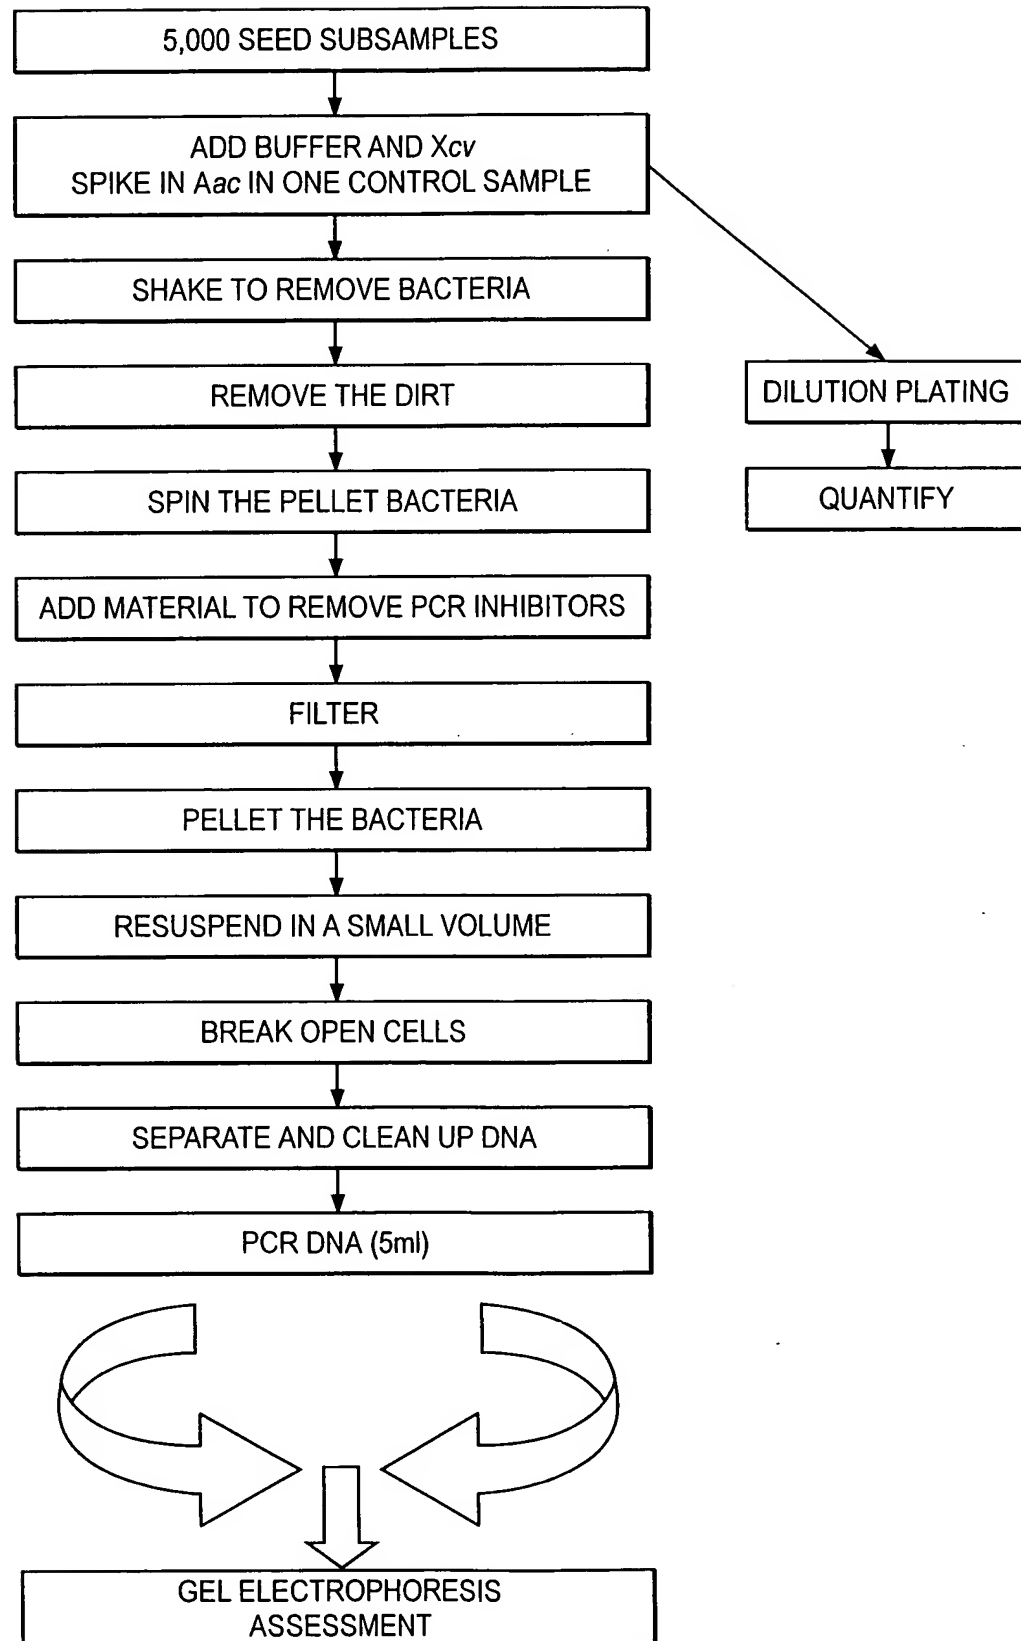 5,000 SEED SUBSAMPLES
ADD BUFFER AND Xcv
SPIKE IN Aac IN ONE CONTROL SAMPLE
SHAKE TO REMOVE BACTERIA
REMOVE THE DIRT
DILUTION PLATING
SPIN THE PELLET BACTERIA
QUANTIFY
ADD MATERIAL TO REMOVE PCR INHIBITORS
FILTER
PELLET THE BACTERIA
RESUSPEND IN A SMALL VOLUME
BREAK OPEN CELLS
SEPARATE AND CLEAN UP DNA
PCR DNA (5ml)
GEL ELECTROPHORESIS
ASSESSMENT